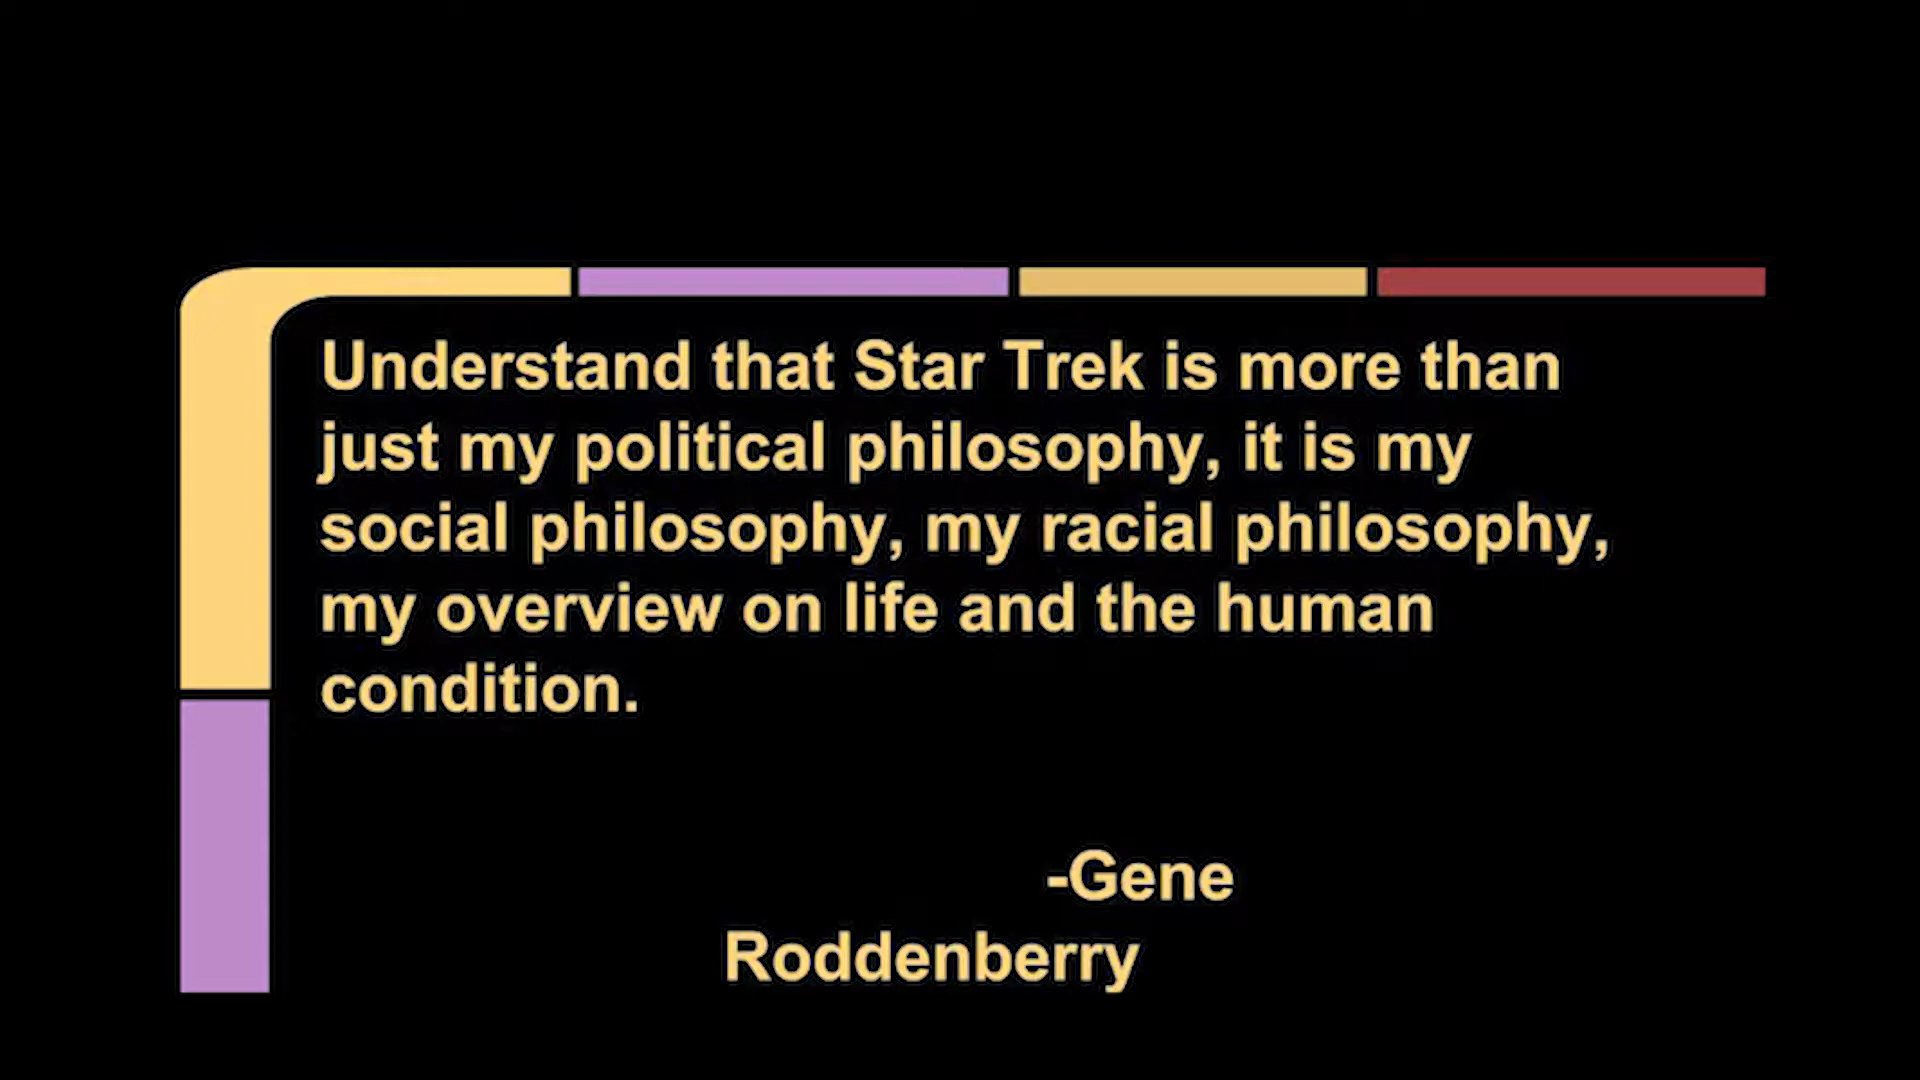 Understand that Star Trek is more than
just my political philosophy, it is my
social philosophy, my racial philosophy,
my overview on life and the human
condition.
-Gene
Roddenberry